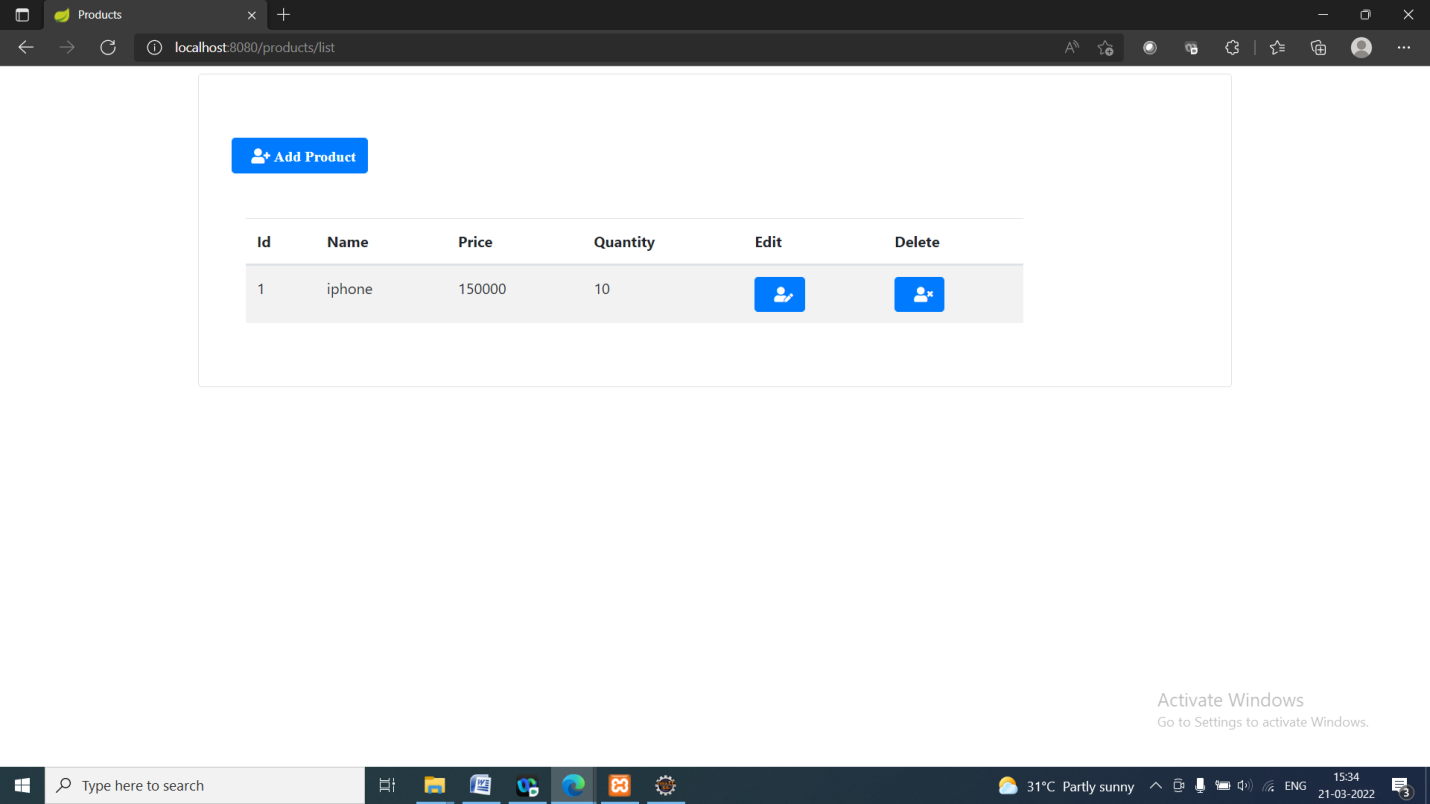 Products
localhost:8080/products/list
Add Product
Id Name Price Quantity Edit Delete
1 iphone 150000 10
Activate Windows
Go to Settings to activate Windows.
Type here to search
31°C Partly sunny
ENG
15:34
21-03-2022
3